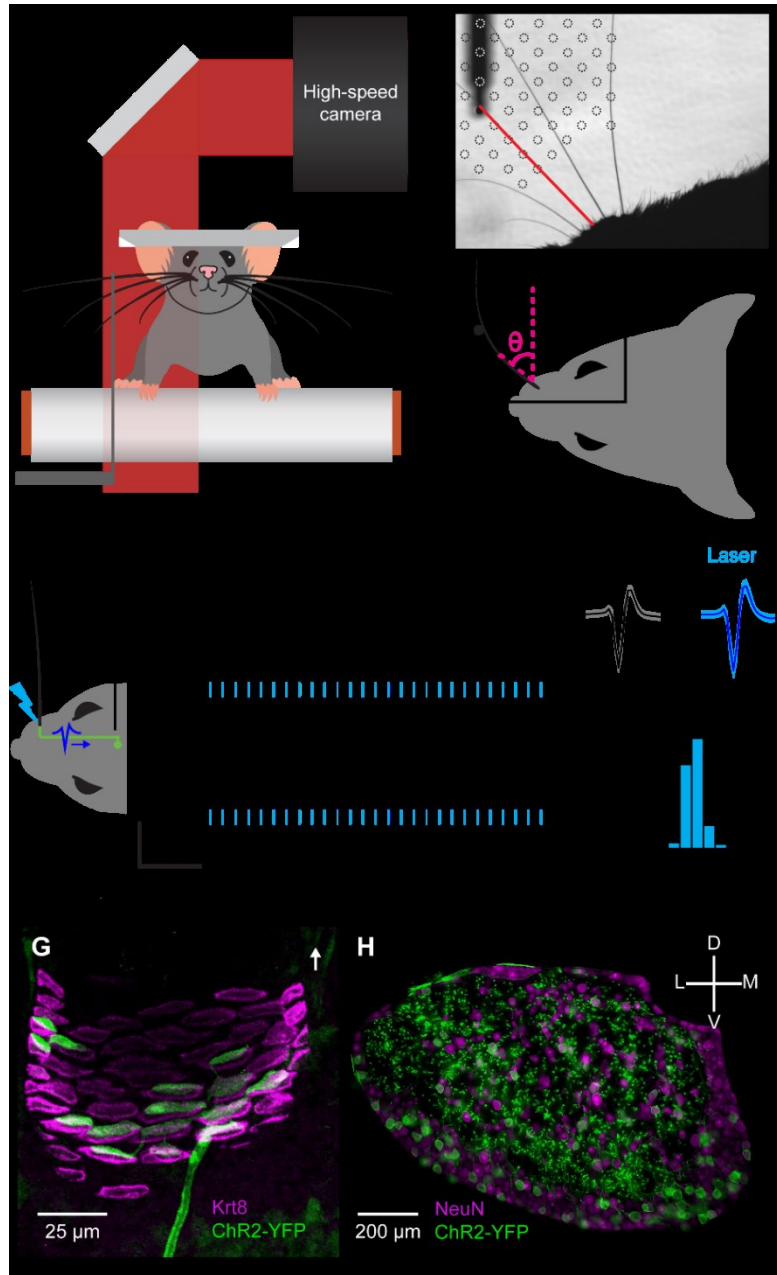 High-speed
camera
θ
Laser
G
H
D
L
M
V
Krt8
ChR2-YFP
25 µm
NeuN
ChR2-YFP
200 µm